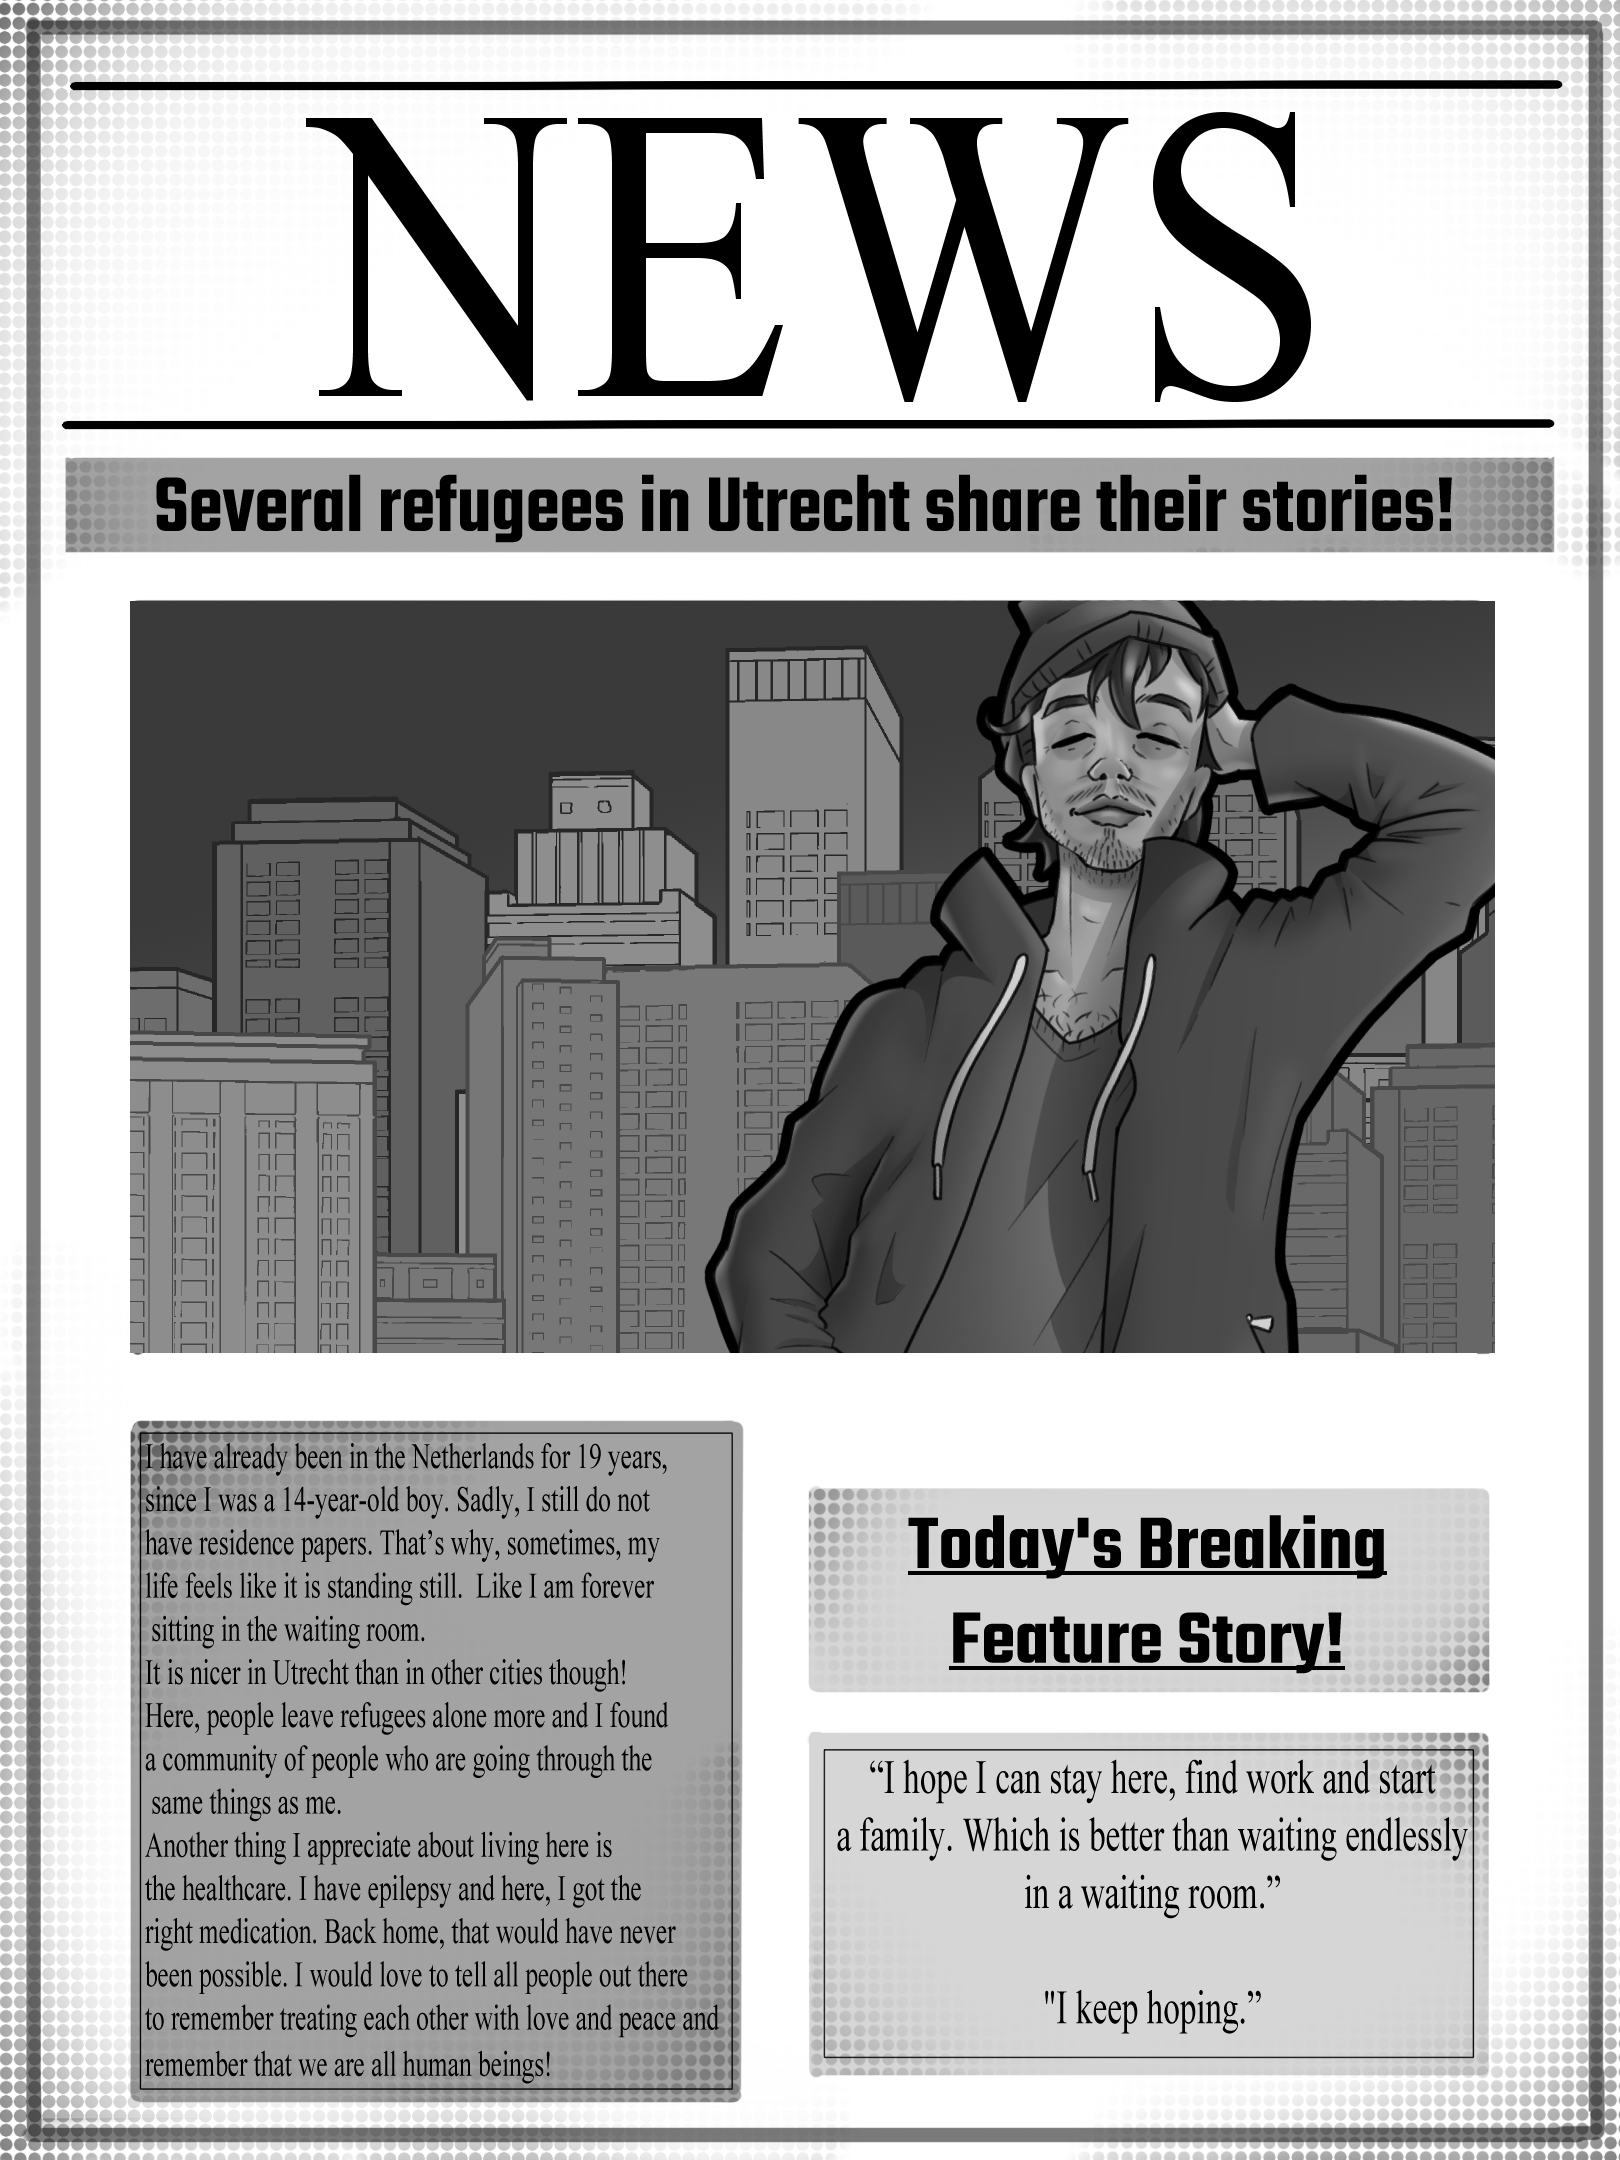 NEWS
Several refugees in Utrecht share their stories!
I have already been in the Netherlands for 19 years,
since I was a 14-year-old boy. Sadly, I still do not
have residence papers. That’s why, sometimes, my
life feels like it is standing still.  Like I am forever
sitting in the waiting room.
It is nicer in Utrecht than in other cities though!
Here, people leave refugees alone more and I found
a community of people who are going through the
same things as me.
Another thing I appreciate about living here is
the healthcare. I have epilepsy and here, I got the
right medication. Back home, that would have never
been possible. I would love to tell all people out there
to remember treating each other with love and peace and
remember that we are all human beings!
Today's Breaking
Feature Story!
“I hope I can stay here, find work and start
a family. Which is better than waiting endlessly
in a waiting room.”
"I keep hoping.”